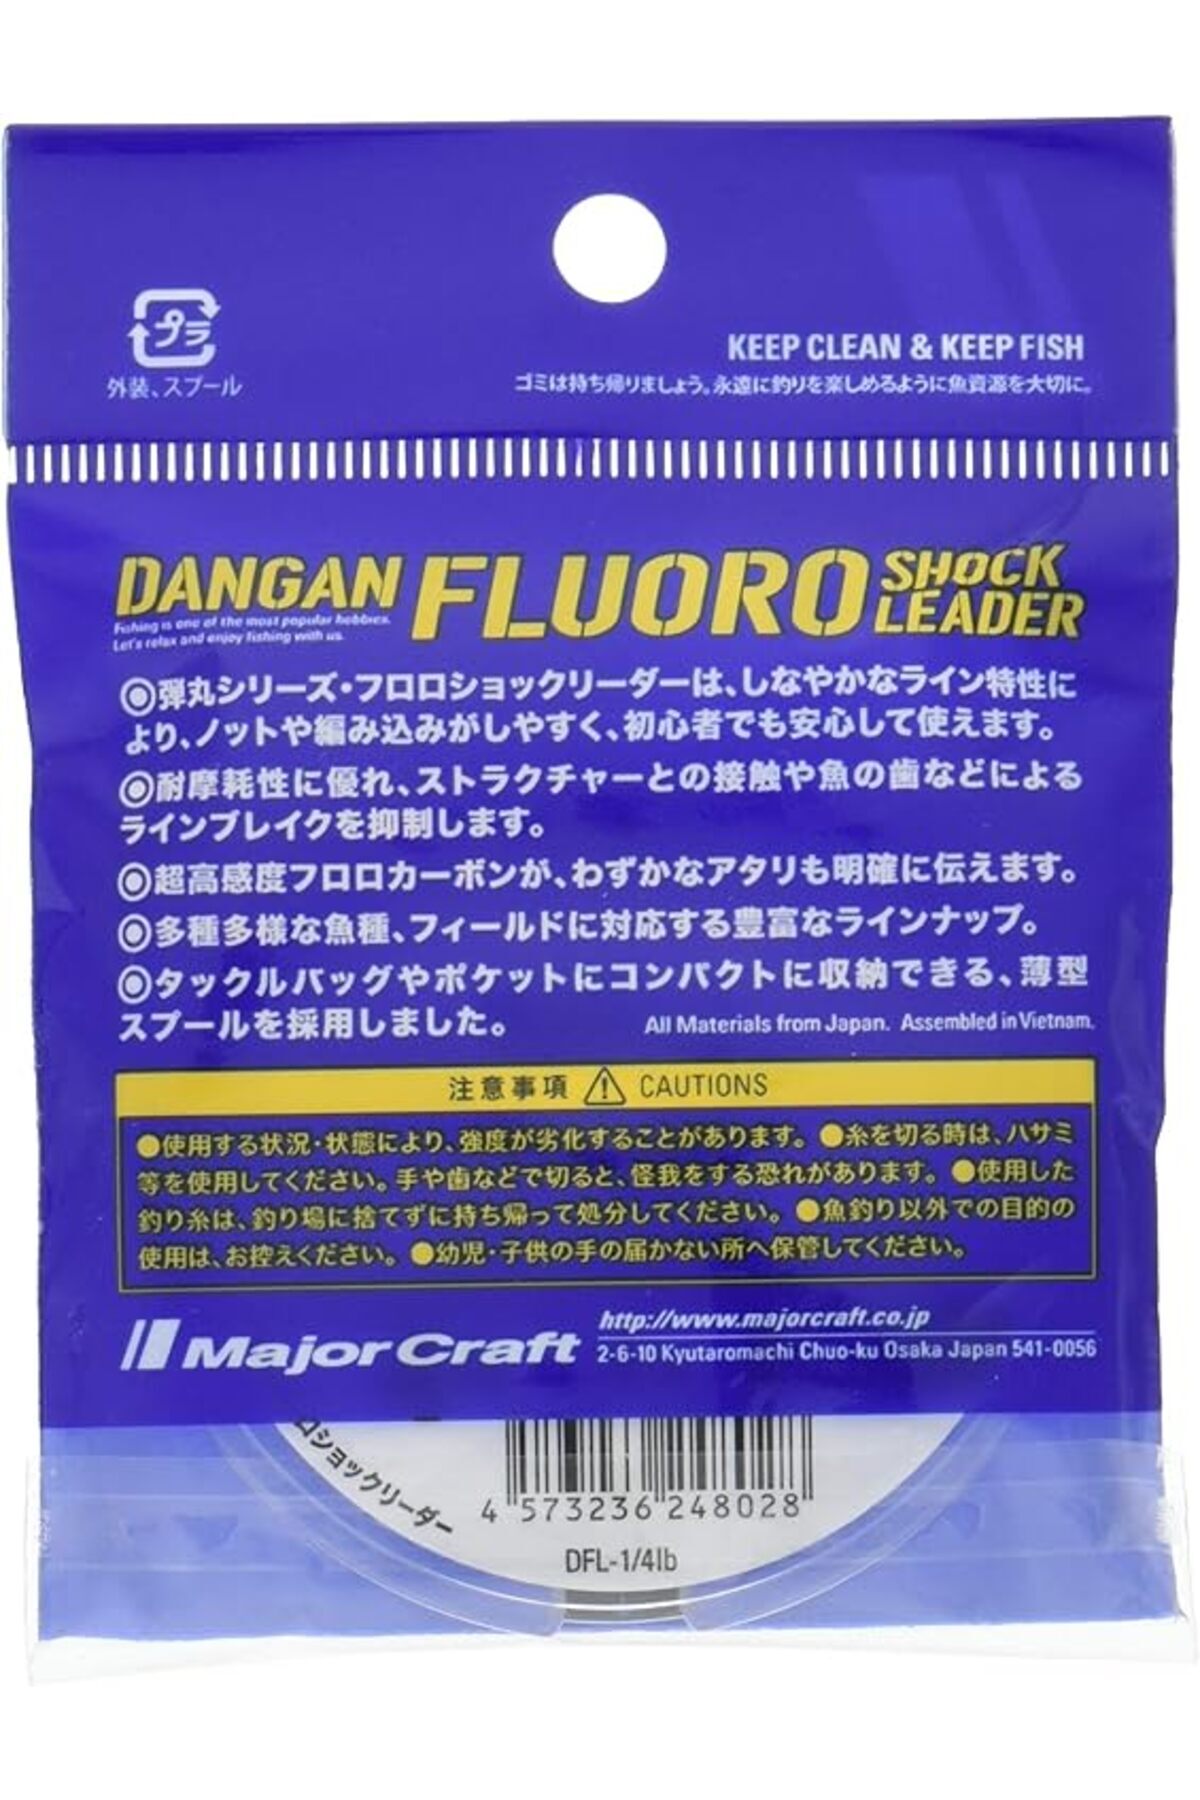 プラ
外装、スプール
KEEP CLEAN & KEEP FISH
ゴミは持ち帰りましょう。永遠に釣りを楽しめるように魚資源を大切に。
DANGAN FLUORO SHOCK LEADER
Fishing is one of the most popular hobbies.
Let's relax and enjoy fishing with us.
◎弾丸シリーズ・フロロショックリーダーは、しなやかなライン特性に
より、ノットや編み込みがしやすく、初心者でも安心して使えます。
◎耐摩耗性に優れ、ストラクチャーとの接触や魚の歯などによる
ラインブレイクを抑制します。
◎超高感度フロロカーボンが、わずかなアタリも明確に伝えます。
◎多種多様な魚種、フィールドに対応する豊富なラインナップ。
◎タックルバッグやポケットにコンパクトに収納できる、薄型
スプールを採用しました。
All Materials from Japan. Assembled in Vietnam.
注意事項 ⚠ CAUTIONS
●使用する状況・状態により、強度が劣化することがあります。●糸を切る時は、ハサミ
等を使用してください。手や歯などで切ると、怪我をする恐れがあります。●使用した
釣り糸は、釣り場に捨てずに持ち帰って処分してください。●魚釣り以外での目的の
使用は、お控えください。●幼児・子供の手の届かない所へ保管してください。
Major Craft
http://www.majorcraft.co.jp
2-6-10 Kyutaromachi Chuo-ku Osaka Japan 541-0056
ロショックリーダー
4 573236 248028
DFL-1/4lb